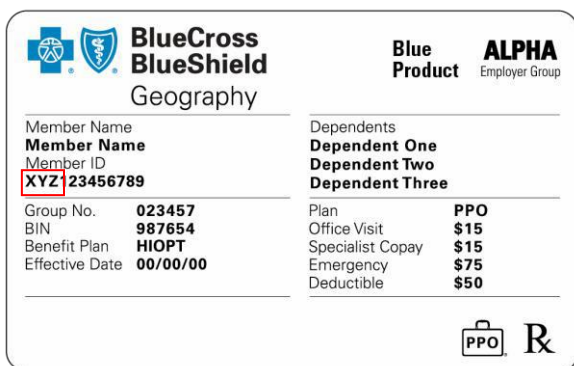 BlueCross
BlueShield
Geography
Blue
Product
ALPHA
Employer Group
Member Name
Member Name
Member ID
XYZ123456789
Dependents
Dependent One
Dependent Two
Dependent Three
Group No. 023457
BIN 987654
Benefit Plan HIOPT
Effective Date 00/00/00
Plan PPO
Office Visit $15
Specialist Copay $15
Emergency $75
Deductible $50
PPO
Rx